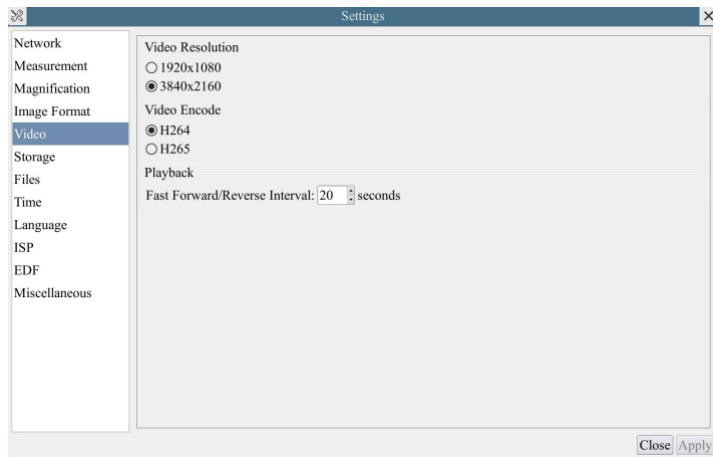 Settings
Network
Measurement
Magnification
Image Format
Video
Storage
Files
Time
Language
ISP
EDF
Miscellaneous
Video Resolution
1920x1080
3840x2160
Video Encode
H264
H265
Playback
Fast Forward/Reverse Interval: 20 seconds
Close Apply